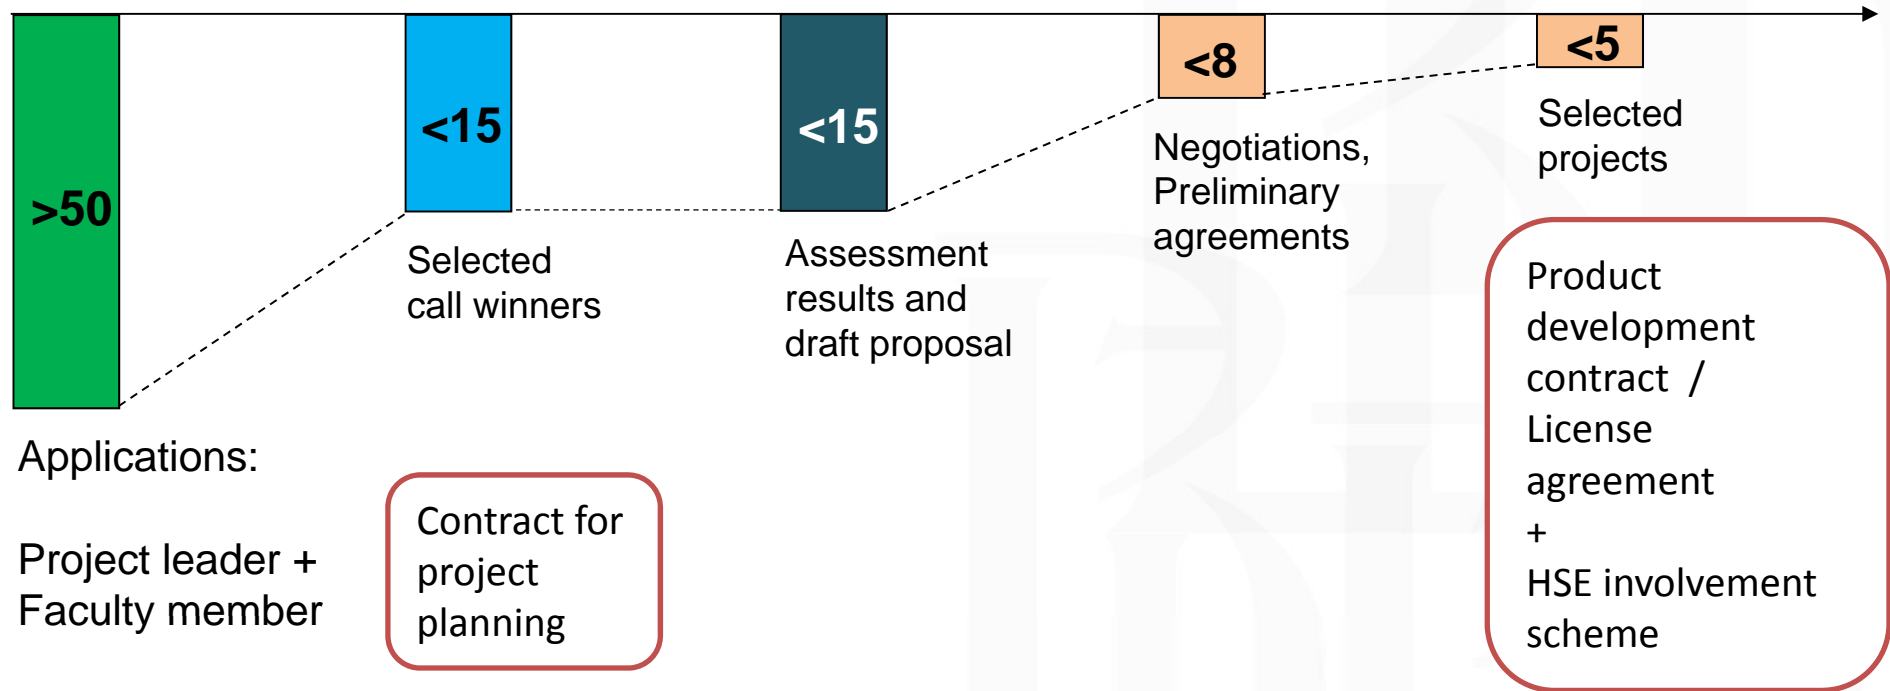 >50
Applications:
Project leader +
Faculty member
<15
Selected
call winners
Contract for
project
planning
<15
Assessment
results and
draft proposal
<8
Negotiations,
Preliminary
agreements
<5
Selected
projects
Product
development
contract /
License
agreement
+
HSE involvement
scheme